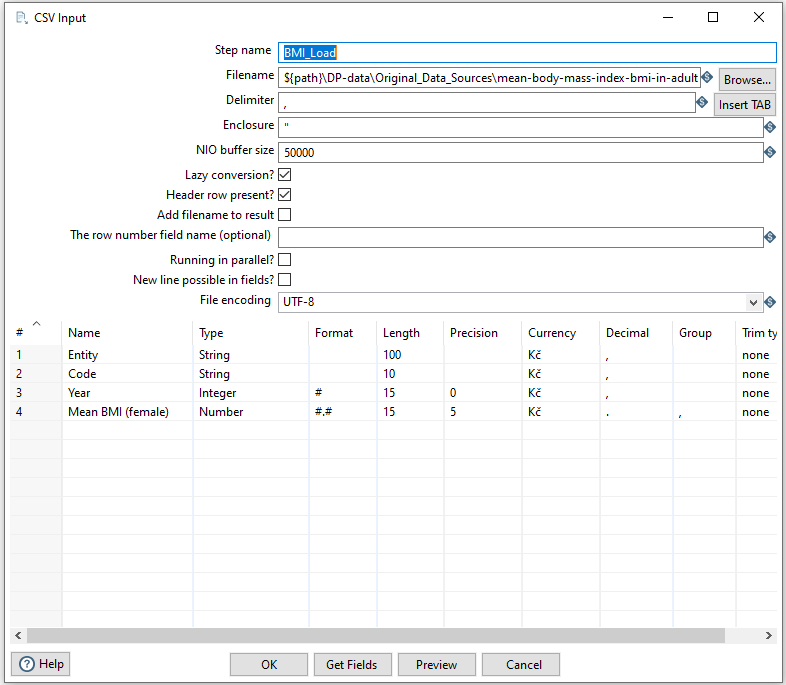 CSV Input
Step name BMI_Load
Filename ${path}\DP-data\Original_Data_Sources\mean-body-mass-index-bmi-in-adult Browse...
Delimiter , Insert TAB
Enclosure "
NIO buffer size 50000
Lazy conversion?
Header row present?
Add filename to result
The row number field name (optional)
Running in parallel?
New line possible in fields?
File encoding UTF-8
# Name Type Format Length Precision Currency Decimal Group Trim ty
1 Entity String 100 Kč ,
none
2 Code String 10 Kč , none
3 Year Integer # 15 0 Kč , none
4 Mean BMI (female) Number #.# 15 5 Kč . , none
Help OK Get Fields Preview Cancel